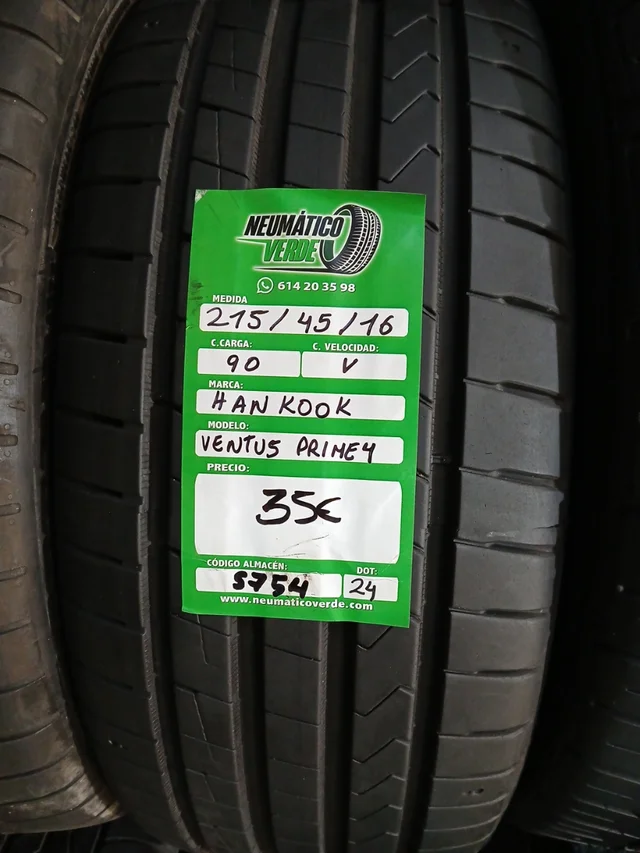 NEUMÁTICO
VERDE
614 20 35 98
MEDIDA
215/45/16
C.CARGA: C. VELOCIDAD:
90 V
MARCA:
HANKOOK
MODELO:
VENTUS PRIME4
PRECIO:
35€
CÓDIGO ALMACÉN: DOT:
S754 24
www.neumaticoverde.com